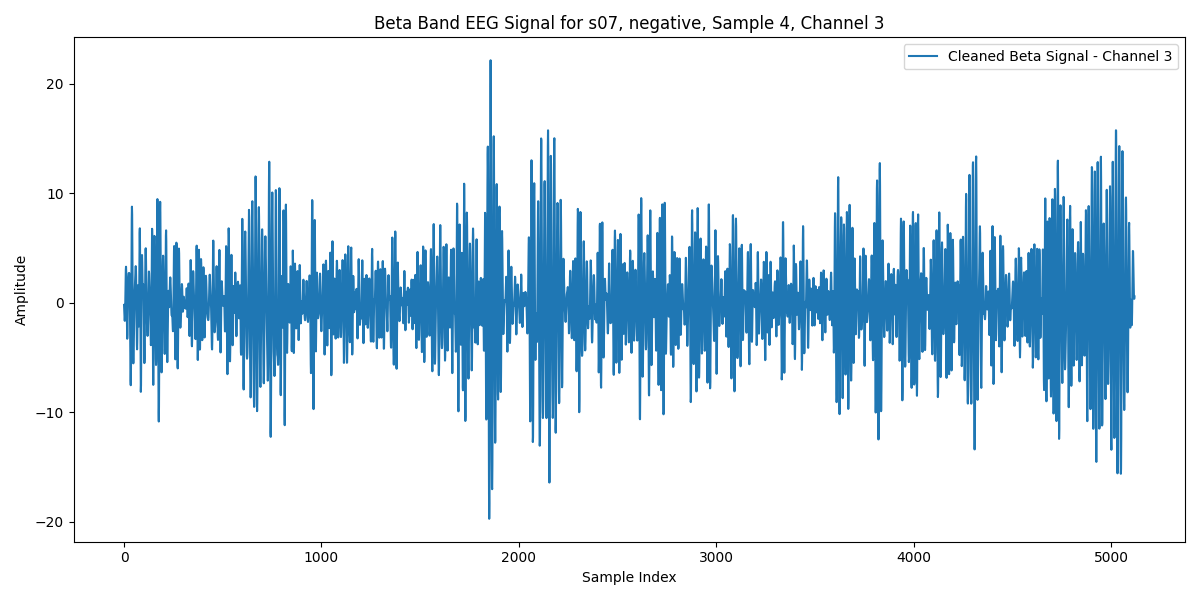 Beta Band EEG Signal for s07, negative, Sample 4, Channel 3
Cleaned Beta Signal - Channel 3
Amplitude
20
10
0
−10
−20
0 1000 2000 3000 4000 5000
Sample Index